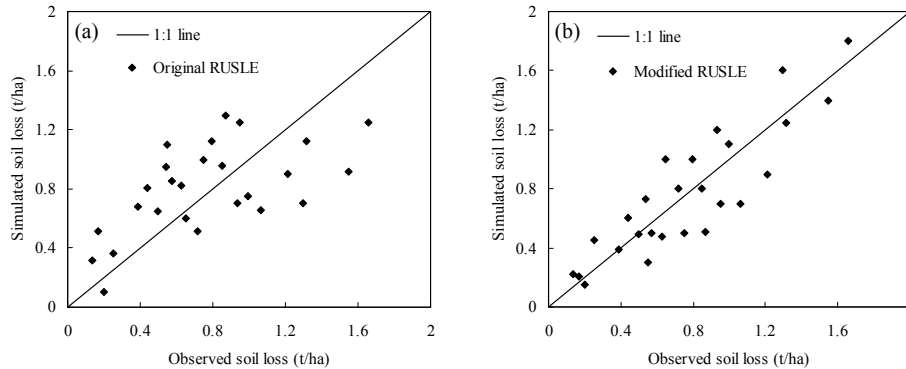 (a)
1:1 line
Original RUSLE
2
1.6
1.2
0.8
0.4
0
Simulated soil loss (t/ha)
0 0.4 0.8 1.2 1.6 2
Observed soil loss (t/ha)
(b)
1:1 line
Modified RUSLE
2
1.6
1.2
0.8
0.4
0
Simulated soil loss (t/ha)
0 0.4 0.8 1.2 1.6
Observed soil loss (t/ha)